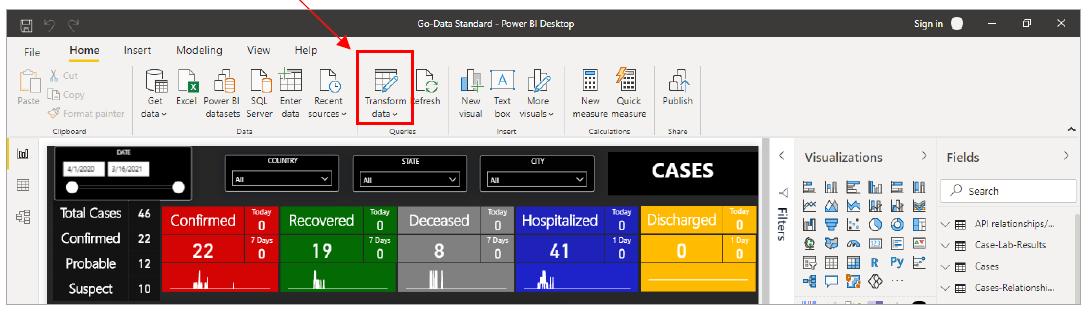 Go-Data Standard - Power BI Desktop
Sign in
File
Home
Insert
Modeling
View
Help
Paste
Cut
Copy
Format painter
Clipboard
Get data
Excel
Power BI datasets
SQL Server
Enter data
Recent sources
Data
Transform data
Refresh
Queries
New visual
Text box
More visuals
Insert
New measure
Quick measure
Calculations
Publish
Share
DATE
4/1/2020
3/16/2021
COUNTRY
All
STATE
All
CITY
All
CASES
Total Cases 46
Confirmed 22
Probable 12
Suspect 10
Confirmed
Today
0
22
7 Days
0
Recovered
Today
0
19
7 Days
0
Deceased
Today
0
8
7 Days
0
Hospitalized
Today
0
41
1 Day
0
Discharged
Today
0
0
1 Day
0
Filters
Visualizations
R
Py
Fields
Search
API relationships/...
Case-Lab-Results
Cases
Cases-Relationshi...